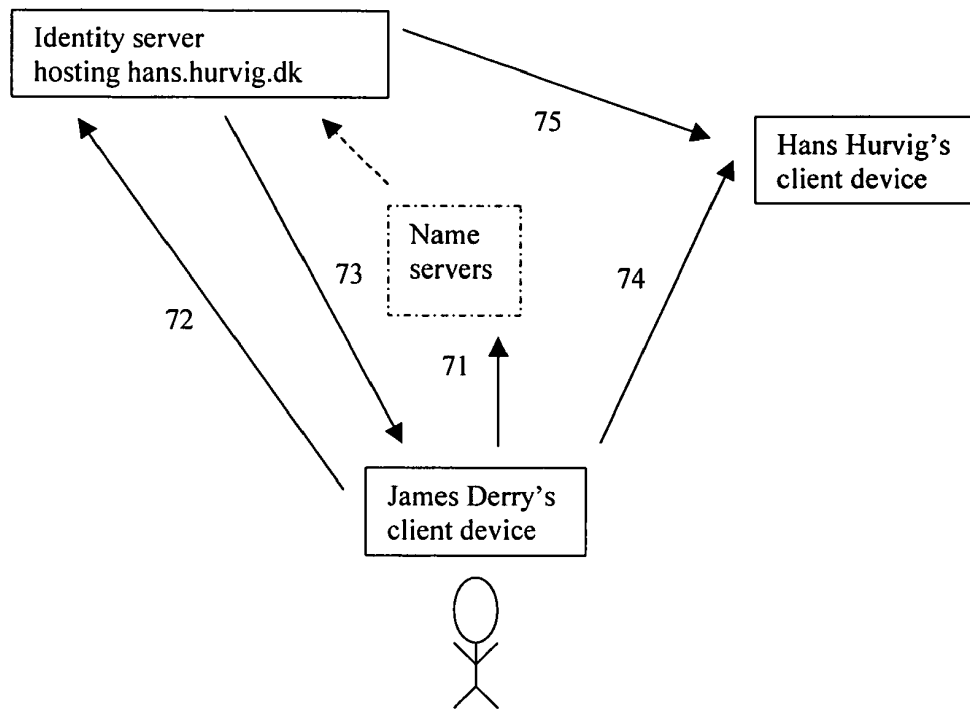 Identity server
hosting hans.hurvig.dk
75
Hans Hurvig's
client device
Name
servers
73
74
72
71
James Derry's
client device